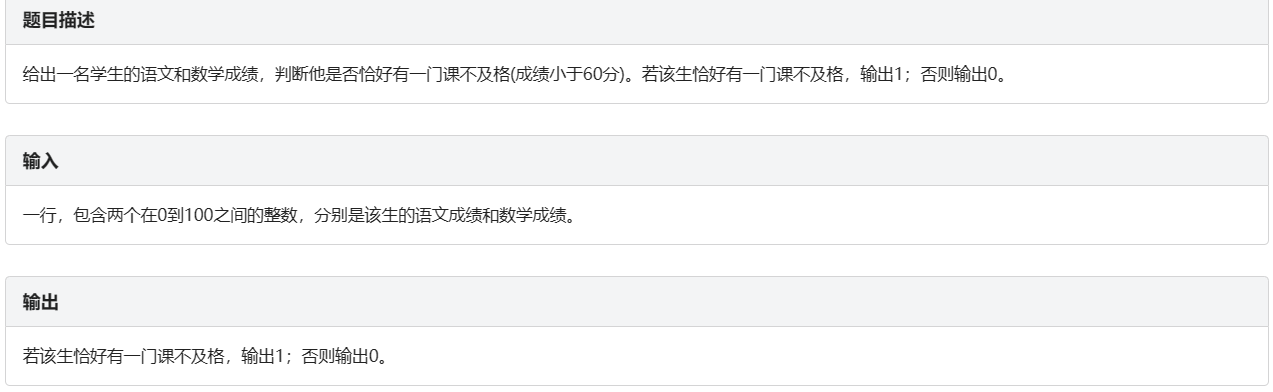 题目描述
给出一名学生的语文和数学成绩，判断他是否恰好有一门课不及格(成绩小于60分)。若该生恰好有一门课不及格，输出1；否则输出0。
输入
一行，包含两个在0到100之间的整数，分别是该生的语文成绩和数学成绩。
输出
若该生恰好有一门课不及格，输出1；否则输出0。